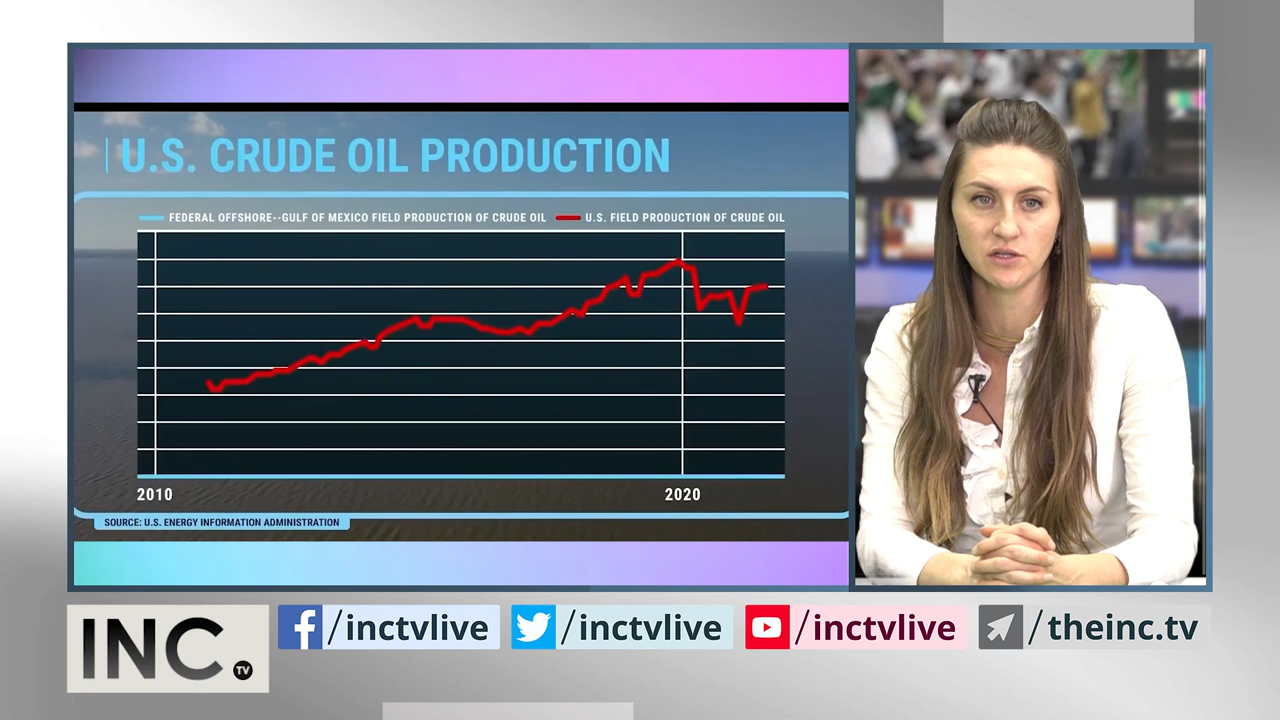 U.S. CRUDE OIL PRODUCTION
FEDERAL OFFSHORE--GULF OF MEXICO FIELD PRODUCTION OF CRUDE OIL U.S. FIELD PRODUCTION OF CRUDE OIL
2010 2020
SOURCE: U.S. ENERGY INFORMATION ADMINISTRATION
INC. TV
/inctvlive /inctvlive /inctvlive /theinc.tv